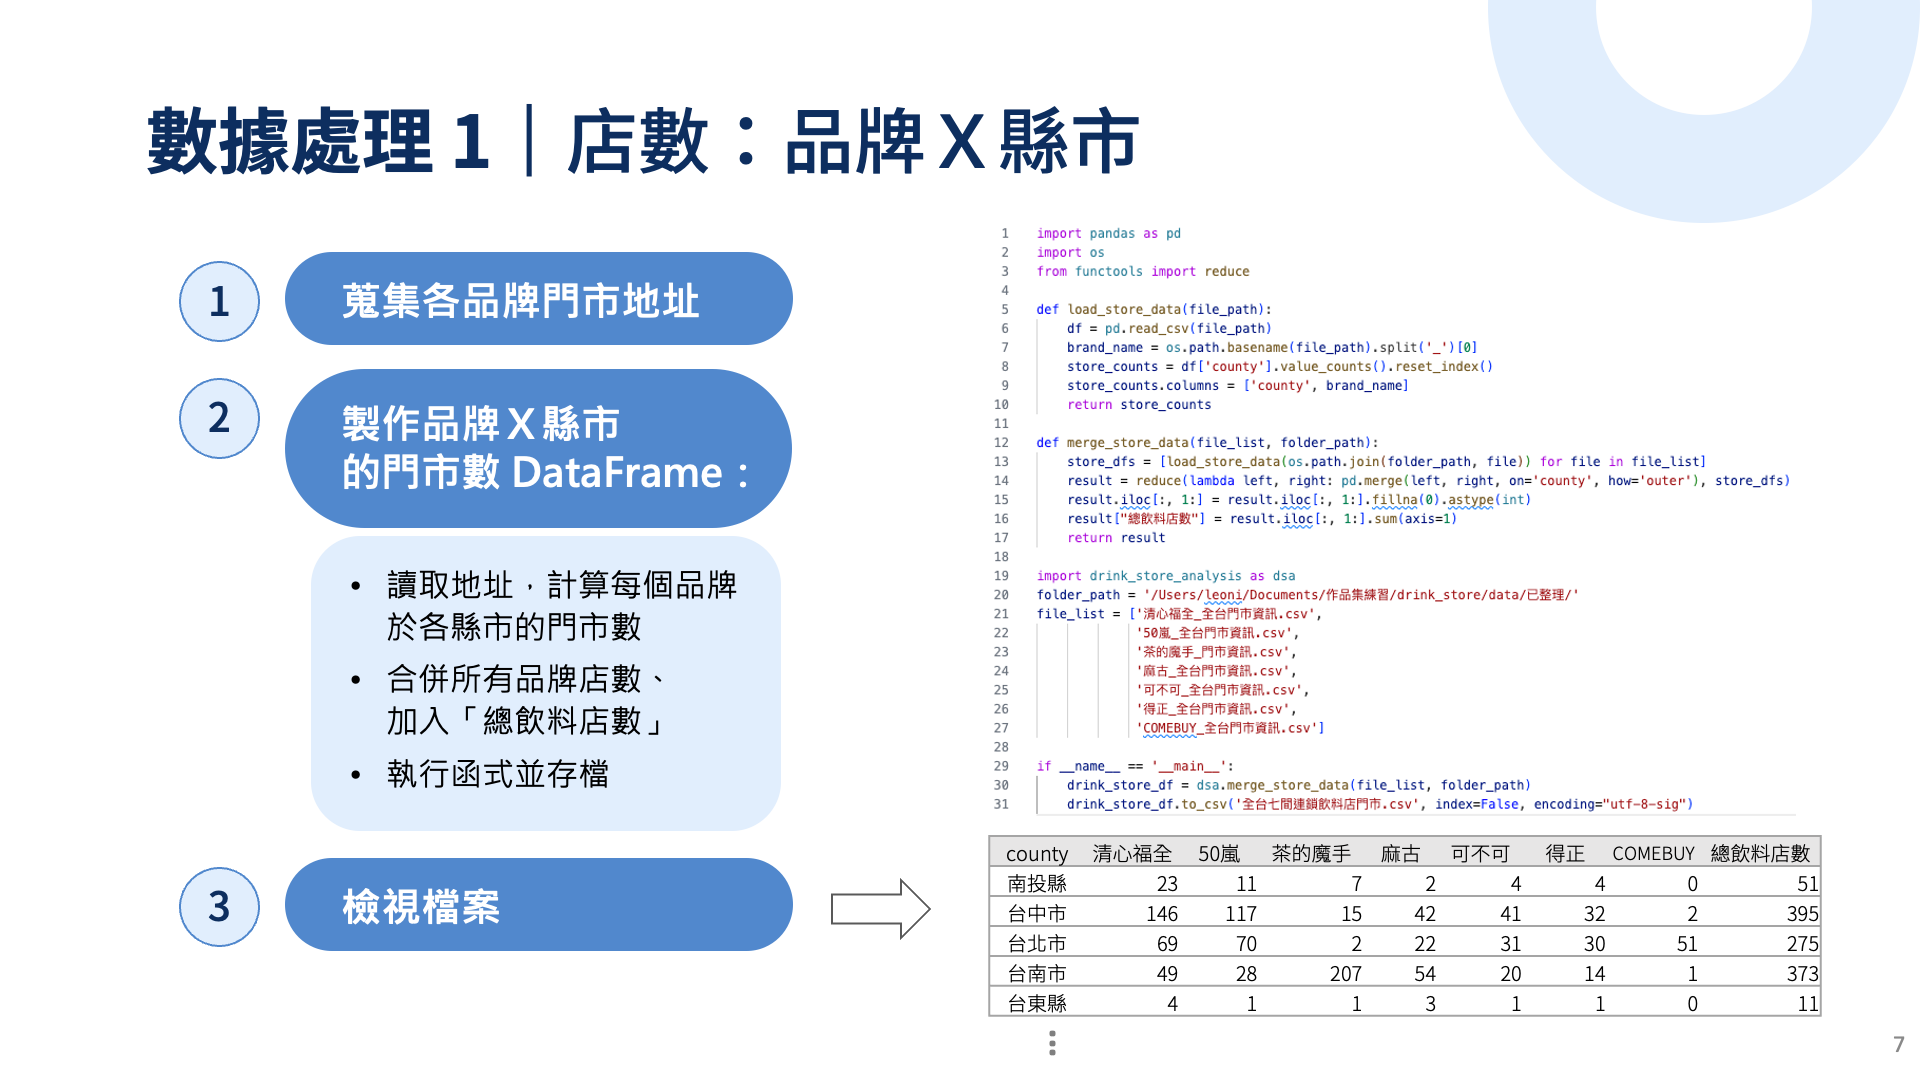 數據處理 1｜店數：品牌 X 縣市
1
蒐集各品牌門市地址
2
製作品牌 X 縣市
的門市數 DataFrame：
• 讀取地址，計算每個品牌
於各縣市的門市數
• 合併所有品牌店數、
加入「總飲料店數」
• 執行函式並存檔
3
檢視檔案
1 import pandas as pd
2 import os
3 from functools import reduce
4
5 def load_store_data(file_path):
6     df = pd.read_csv(file_path)
7     brand_name = os.path.basename(file_path).split('_')[0]
8     store_counts = df['county'].value_counts().reset_index()
9     store_counts.columns = ['county', brand_name]
10     return store_counts
11
12 def merge_store_data(file_list, folder_path):
13     store_dfs = [load_store_data(os.path.join(folder_path, file)) for file in file_list]
14     result = reduce(lambda left, right: pd.merge(left, right, on='county', how='outer'), store_dfs)
15     result.iloc[:, 1:] = result.iloc[:, 1:].fillna(0).astype(int)
16     result["總飲料店數"] = result.iloc[:, 1:].sum(axis=1)
17     return result
18
19 import drink_store_analysis as dsa
20 folder_path = '/Users/leoni/Documents/作品集練習/drink_store/data/已整理/'
21 file_list = ['清心福全_全台門市資訊.csv',
22              '50嵐_全台門市資訊.csv',
23              '茶的魔手_門市資訊.csv',
24              '麻古_全台門市資訊.csv',
25              '可不可_全台門市資訊.csv',
26              '得正_全台門市資訊.csv',
27              'COMEBUY_全台門市資訊.csv']
28
29 if __name__ == '__main__':
30     drink_store_df = dsa.merge_store_data(file_list, folder_path)
31     drink_store_df.to_csv('全台七間連鎖飲料店門市.csv', index=False, encoding="utf-8-sig")
county 清心福全 50嵐 茶的魔手 麻古 可不可 得正 COMEBUY 總飲料店數
南投縣 23 11 7 2 4 4 0 51
台中市 146 117 15 42 41 32 2 395
台北市 69 70 2 22 31 30 51 275
台南市 49 28 207 54 20 14 1 373
台東縣 4 1 1 3 1 1 0 11
7